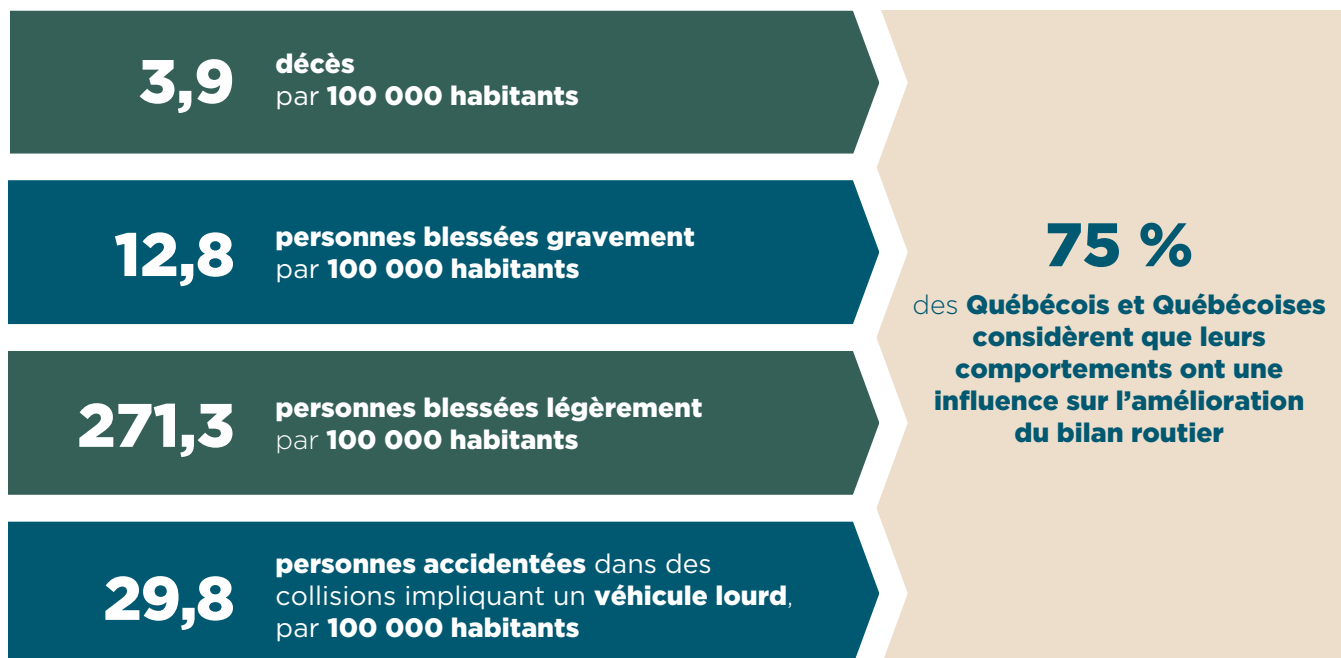 3,9
décès
par 100 000 habitants
12,8
personnes blessées gravement
par 100 000 habitants
271,3
personnes blessées légèrement
par 100 000 habitants
29,8
personnes accidentées dans des
collisions impliquant un véhicule lourd,
par 100 000 habitants
75 %
des Québécois et Québécoises
considèrent que leurs
comportements ont une
influence sur l’amélioration
du bilan routier